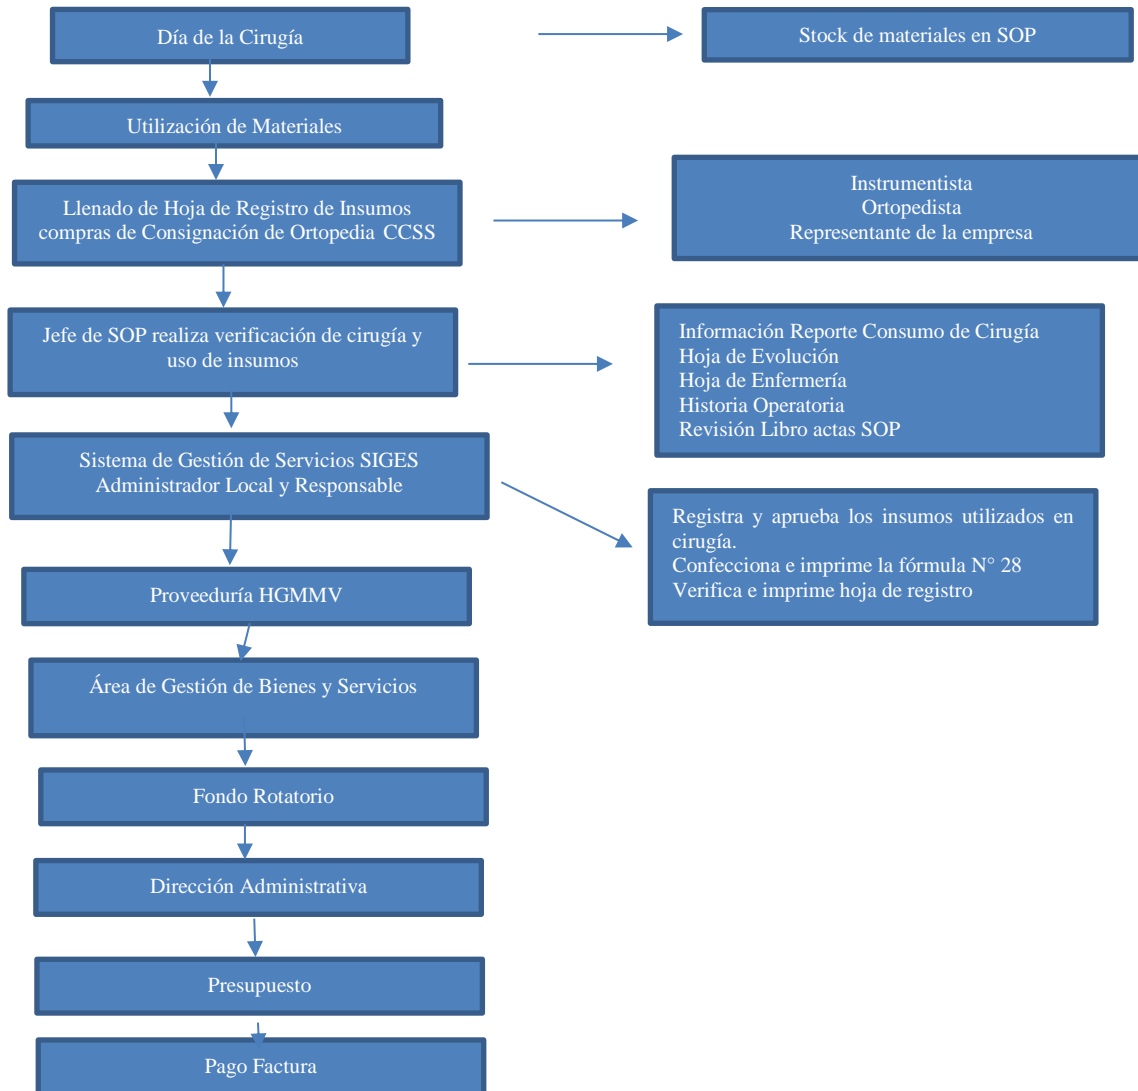 Día de la Cirugía
Stock de materiales en SOP
Utilización de Materiales
Llenado de Hoja de Registro de Insumos
compras de Consignación de Ortopedia CCSS
Instrumentista
Ortopedista
Representante de la empresa
Jefe de SOP realiza verificación de cirugía y
uso de insumos
Información Reporte Consumo de Cirugía
Hoja de Evolución
Hoja de Enfermería
Historia Operatoria
Revisión Libro actas SOP
Sistema de Gestión de Servicios SIGES
Administrador Local y Responsable
Registra y aprueba los insumos utilizados en
cirugía.
Confecciona e imprime la fórmula N° 28
Verifica e imprime hoja de registro
Proveeduría HGMMV
Área de Gestión de Bienes y Servicios
Fondo Rotatorio
Dirección Administrativa
Presupuesto
Pago Factura